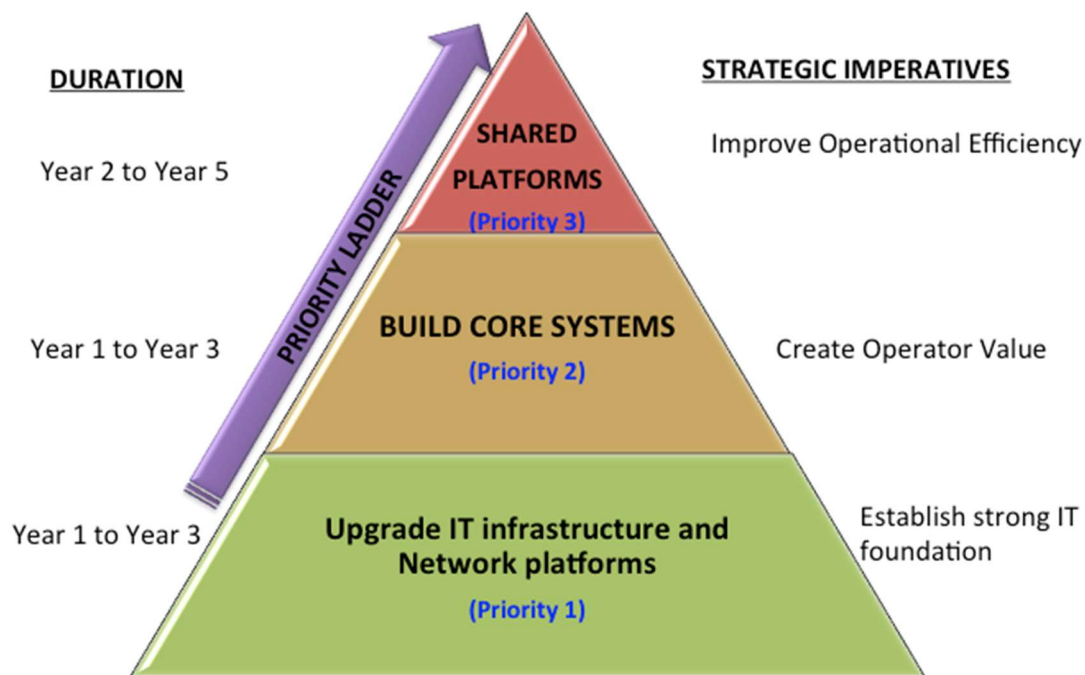 DURATION
STRATEGIC IMPERATIVES
PRIORITY LADDER
Year 2 to Year 5
SHARED
PLATFORMS
(Priority 3)
Improve Operational Efficiency
Year 1 to Year 3
BUILD CORE SYSTEMS
(Priority 2)
Create Operator Value
Year 1 to Year 3
Upgrade IT infrastructure and
Network platforms
(Priority 1)
Establish strong IT
foundation